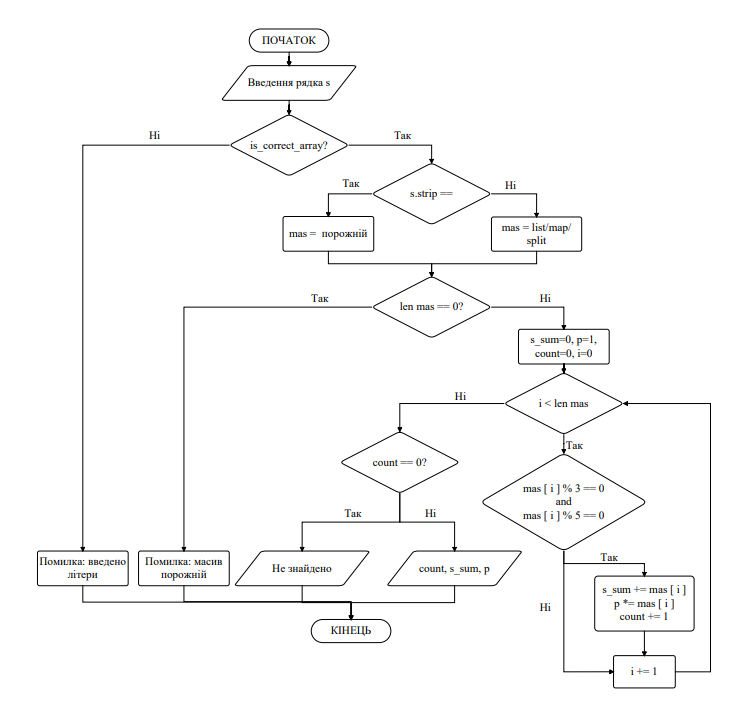 ПОЧАТОК
Введення рядка s
is_correct_array?
Ні
Так
s.strip ==
Так
Ні
mas = порожній
mas = list/map/
split
len mas == 0?
Так
Ні
s_sum=0, p=1,
count=0, i=0
i < len mas
Ні
Так
count == 0?
mas [ i ] % 3 == 0
and
mas [ i ] % 5 == 0
Так
Ні
Так
Ні
Помилка: введено
літери
Помилка: масив
порожній
Не знайдено
count, s_sum, p
s_sum += mas [ i ]
p *= mas [ i ]
count += 1
i += 1
КІНЕЦЬ